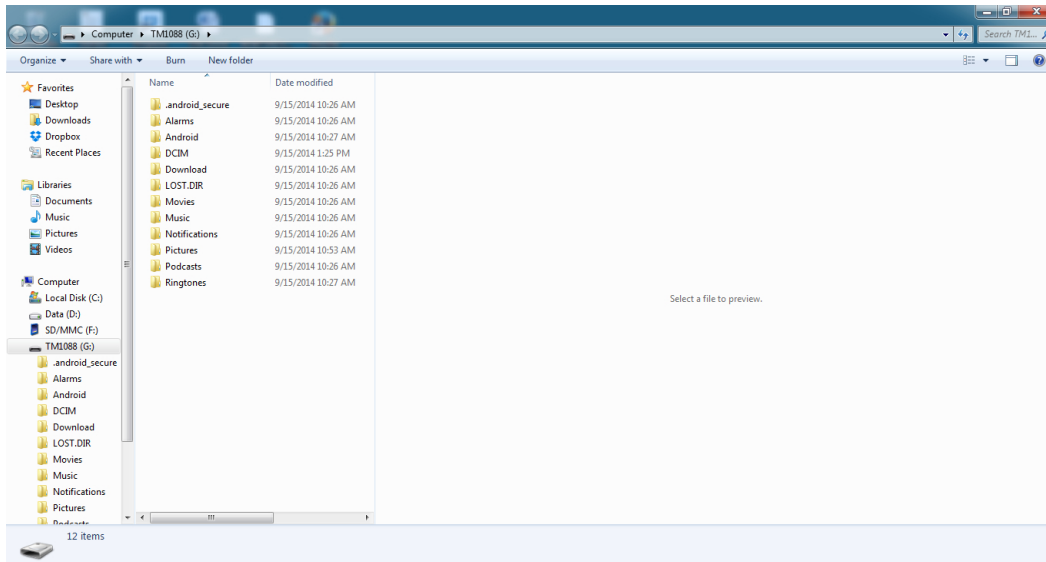 Computer ▸ TM1088 (G:) ▸
Search TM1...
Organize Share with Burn New folder
Favorites
Desktop
Downloads
Dropbox
Recent Places
Libraries
Documents
Music
Pictures
Videos
Computer
Local Disk (C:)
Data (D:)
SD/MMC (F:)
TM1088 (G:)
.android_secure
Alarms
Android
DCIM
Download
LOST.DIR
Movies
Music
Notifications
Pictures
Podcasts
Name Date modified
.android_secure 9/15/2014 10:26 AM
Alarms 9/15/2014 10:26 AM
Android 9/15/2014 10:27 AM
DCIM 9/15/2014 1:25 PM
Download 9/15/2014 10:26 AM
LOST.DIR 9/15/2014 10:26 AM
Movies 9/15/2014 10:26 AM
Music 9/15/2014 10:26 AM
Notifications 9/15/2014 10:26 AM
Pictures 9/15/2014 10:53 AM
Podcasts 9/15/2014 10:26 AM
Ringtones 9/15/2014 10:27 AM
Select a file to preview.
12 items